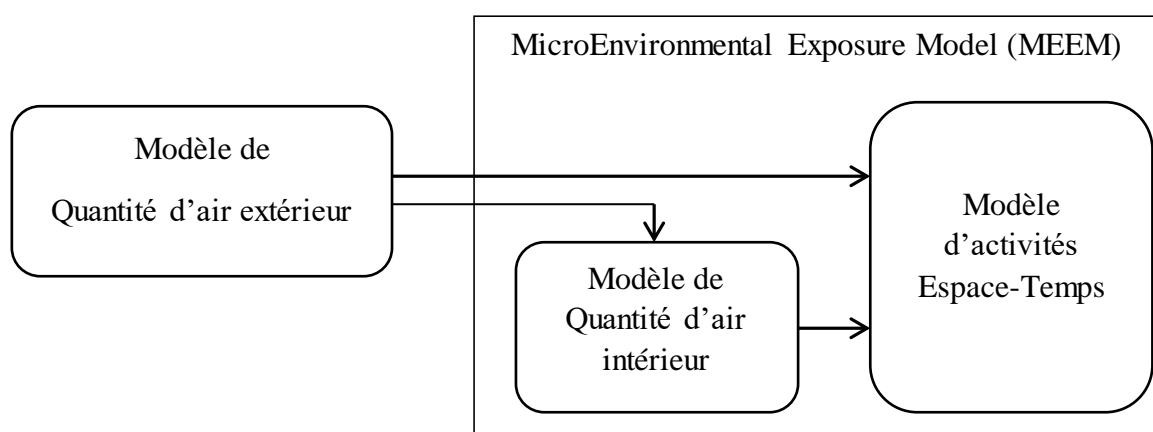 MicroEnvironmental Exposure Model (MEEM)
Modèle de
Quantité d’air extérieur
Modèle de
Quantité d’air
intérieur
Modèle
d’activités
Espace-Temps